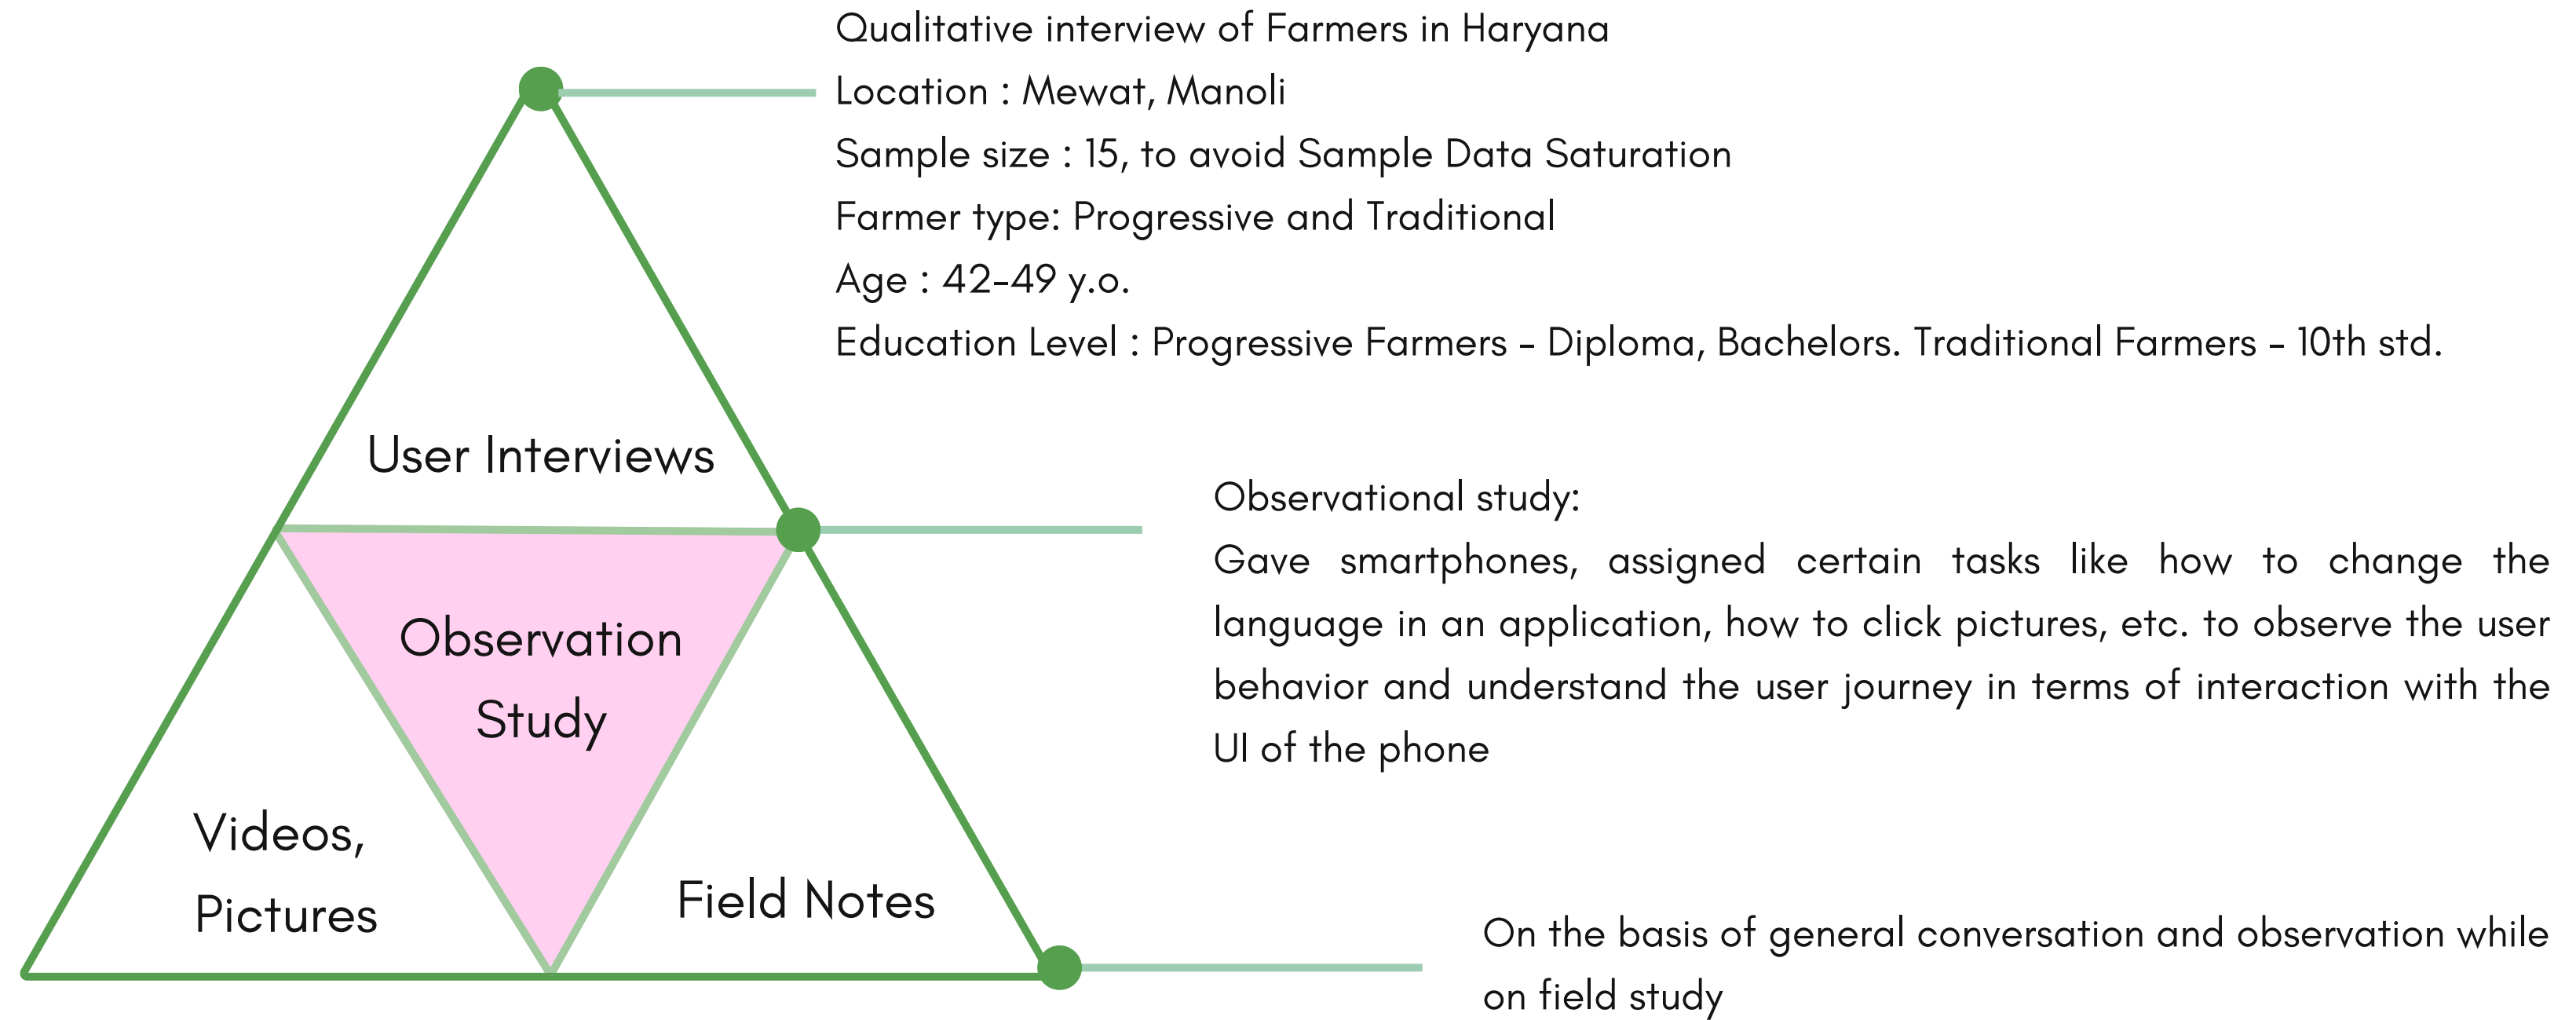 Qualitative interview of Farmers in Haryana
Location : Mewat, Manoli
Sample size : 15, to avoid Sample Data Saturation
Farmer type: Progressive and Traditional
Age : 42-49 y.o.
Education Level : Progressive Farmers - Diploma, Bachelors. Traditional Farmers - 10th std.
User Interviews
Observational study:
Gave smartphones, assigned certain tasks like how to change the
language in an application, how to click pictures, etc. to observe the user
behavior and understand the user journey in terms of interaction with the
UI of the phone
Observation
Study
Videos,
Pictures
Field Notes
On the basis of general conversation and observation while
on field study